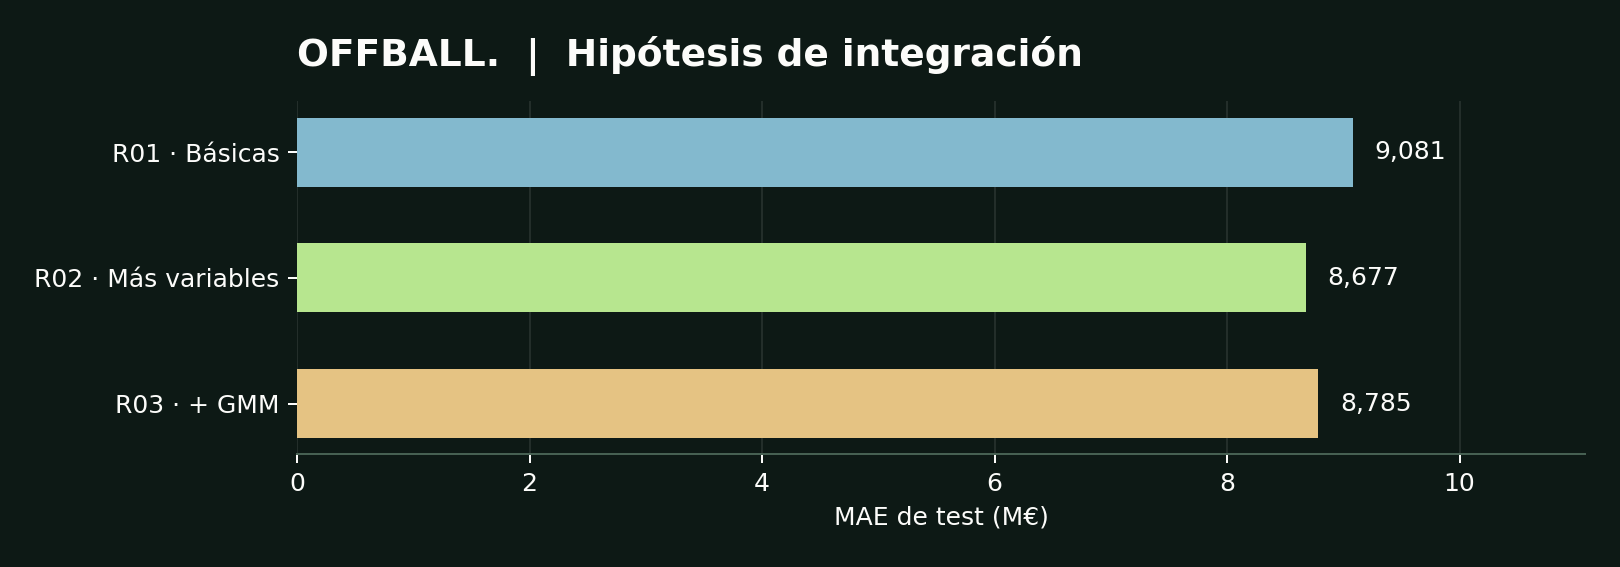 OFFBALL. | Hipótesis de integración
R01 · Básicas
9,081
R02 · Más variables
8,677
R03 · + GMM
8,785
0 2 4 6 8 10
MAE de test (M€)